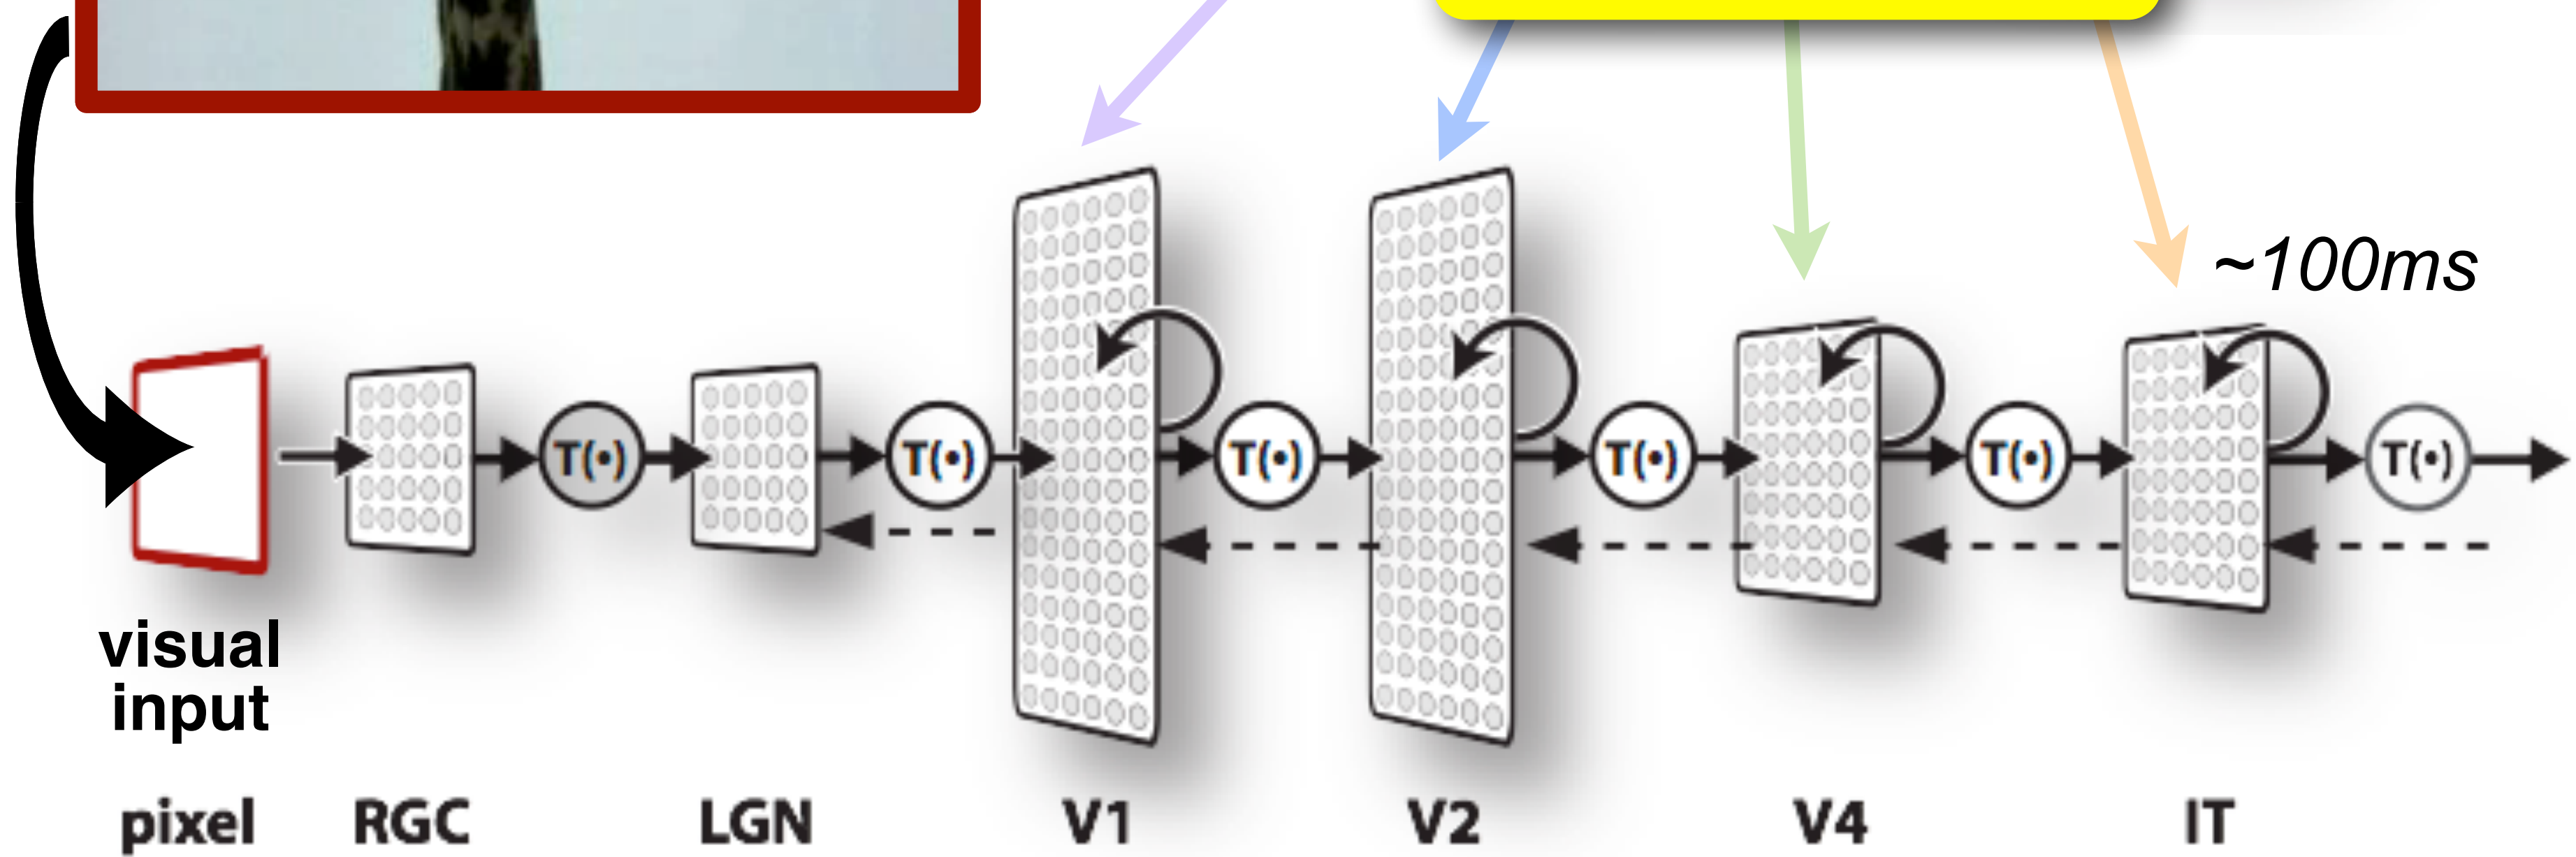 ~100ms
T(•) T(•) T(•) T(•) T(•) T(•)
visual
input
pixel RGC LGN V1 V2 V4 IT